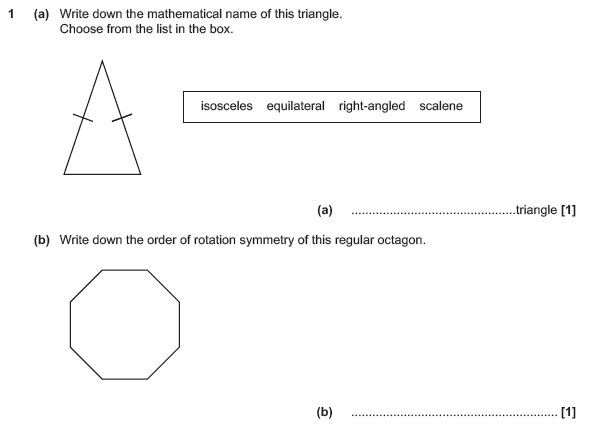 1 (a) Write down the mathematical name of this triangle.
Choose from the list in the box.
isosceles equilateral right-angled scalene
(a) ................................................triangle [1]
(b) Write down the order of rotation symmetry of this regular octagon.
(b) ............................................................ [1]